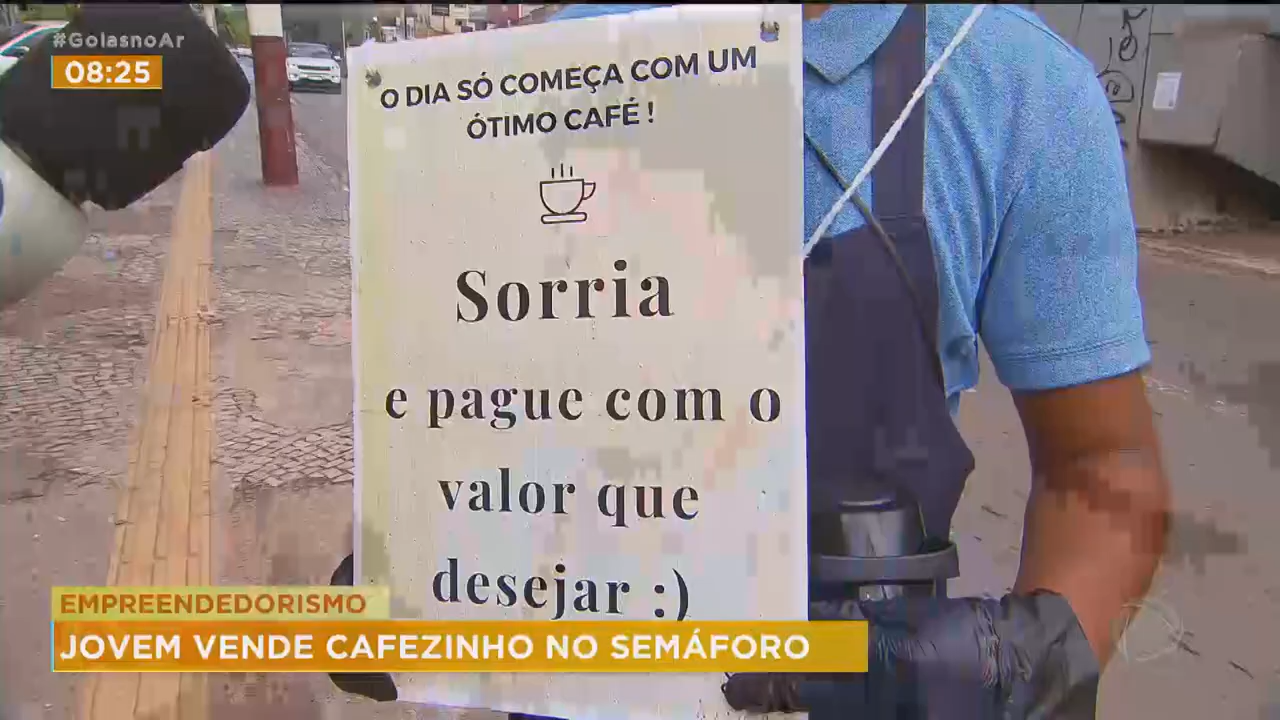 #GoIasnoAr
08:25
O DIA SÓ COMEÇA COM UM
ÓTIMO CAFÉ !
Sorria
e pague com o
valor que
desejar :)
EMPREENDEDORISMO
JOVEM VENDE CAFEZINHO NO SEMÁFORO